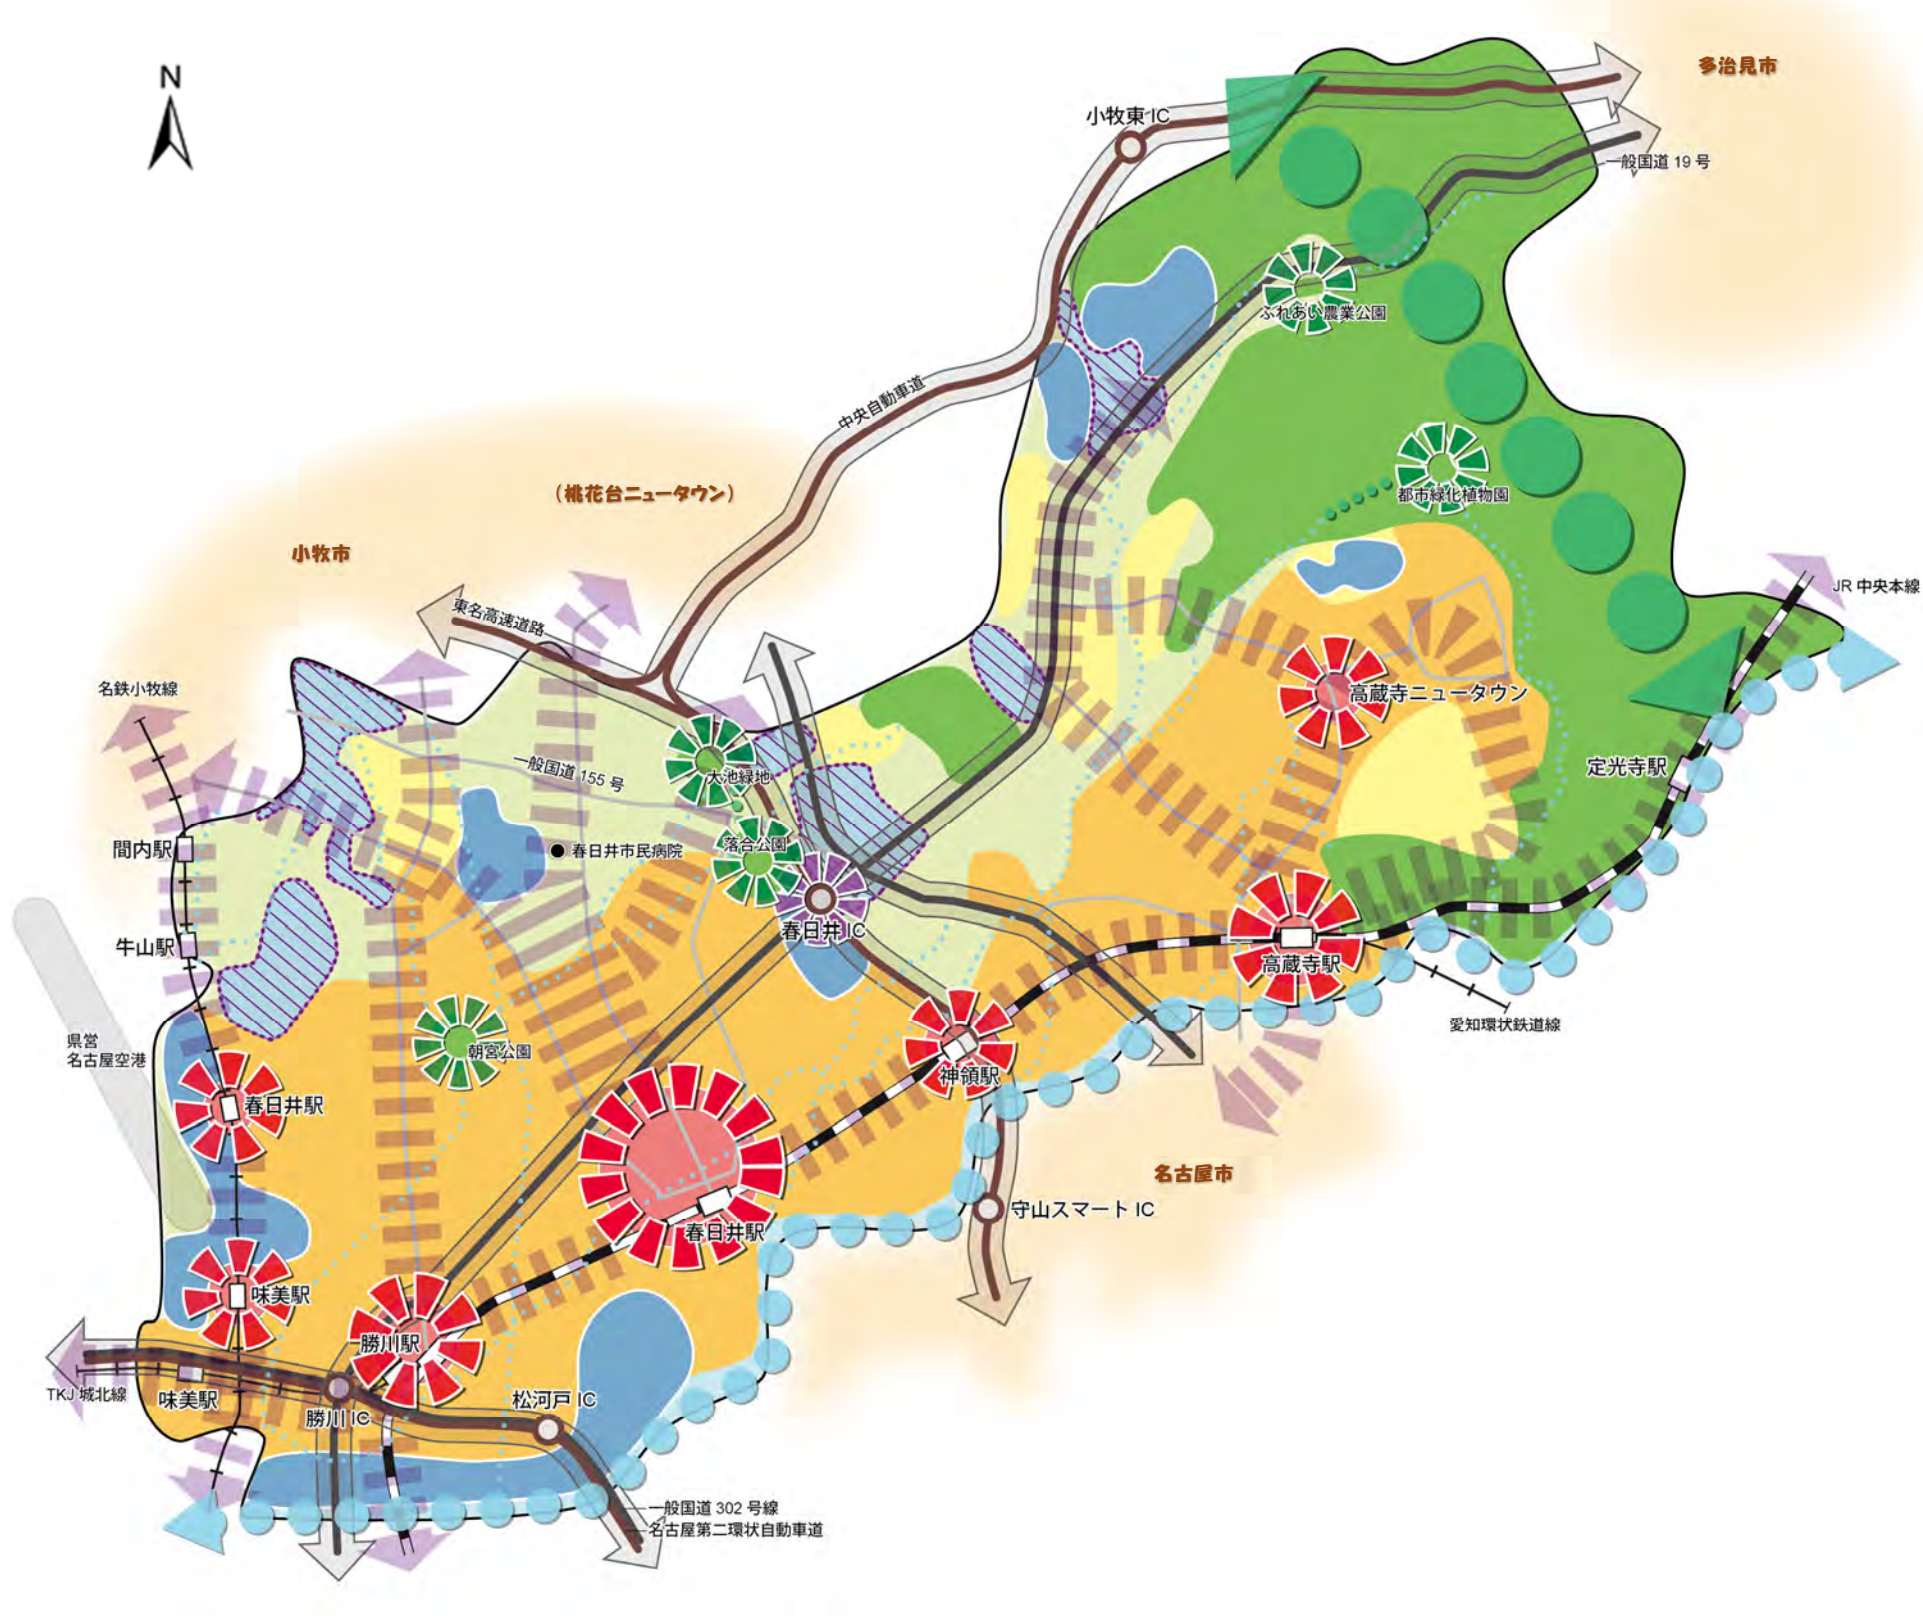 N
多治見市
小牧東 IC
一般国道 19 号
ふれあい農業公園
中央自動車道
(桃花台ニュータウン)
都市緑化植物園
小牧市
JR 中央本線
東名高速道路
名鉄小牧線
高蔵寺ニュータウン
一般国道 155 号
大池緑地
定光寺駅
間内駅
春日井市民病院
落合公園
牛山駅
春日井 IC
高蔵寺駅
県営
名古屋空港
朝宮公園
愛知環状鉄道線
神領駅
春日井駅
名古屋市
守山スマート IC
春日井駅
味美駅
勝川駅
TKJ 城北線
味美駅
勝川 IC
松河戸 IC
一般国道 302 号線
名古屋第二環状自動車道